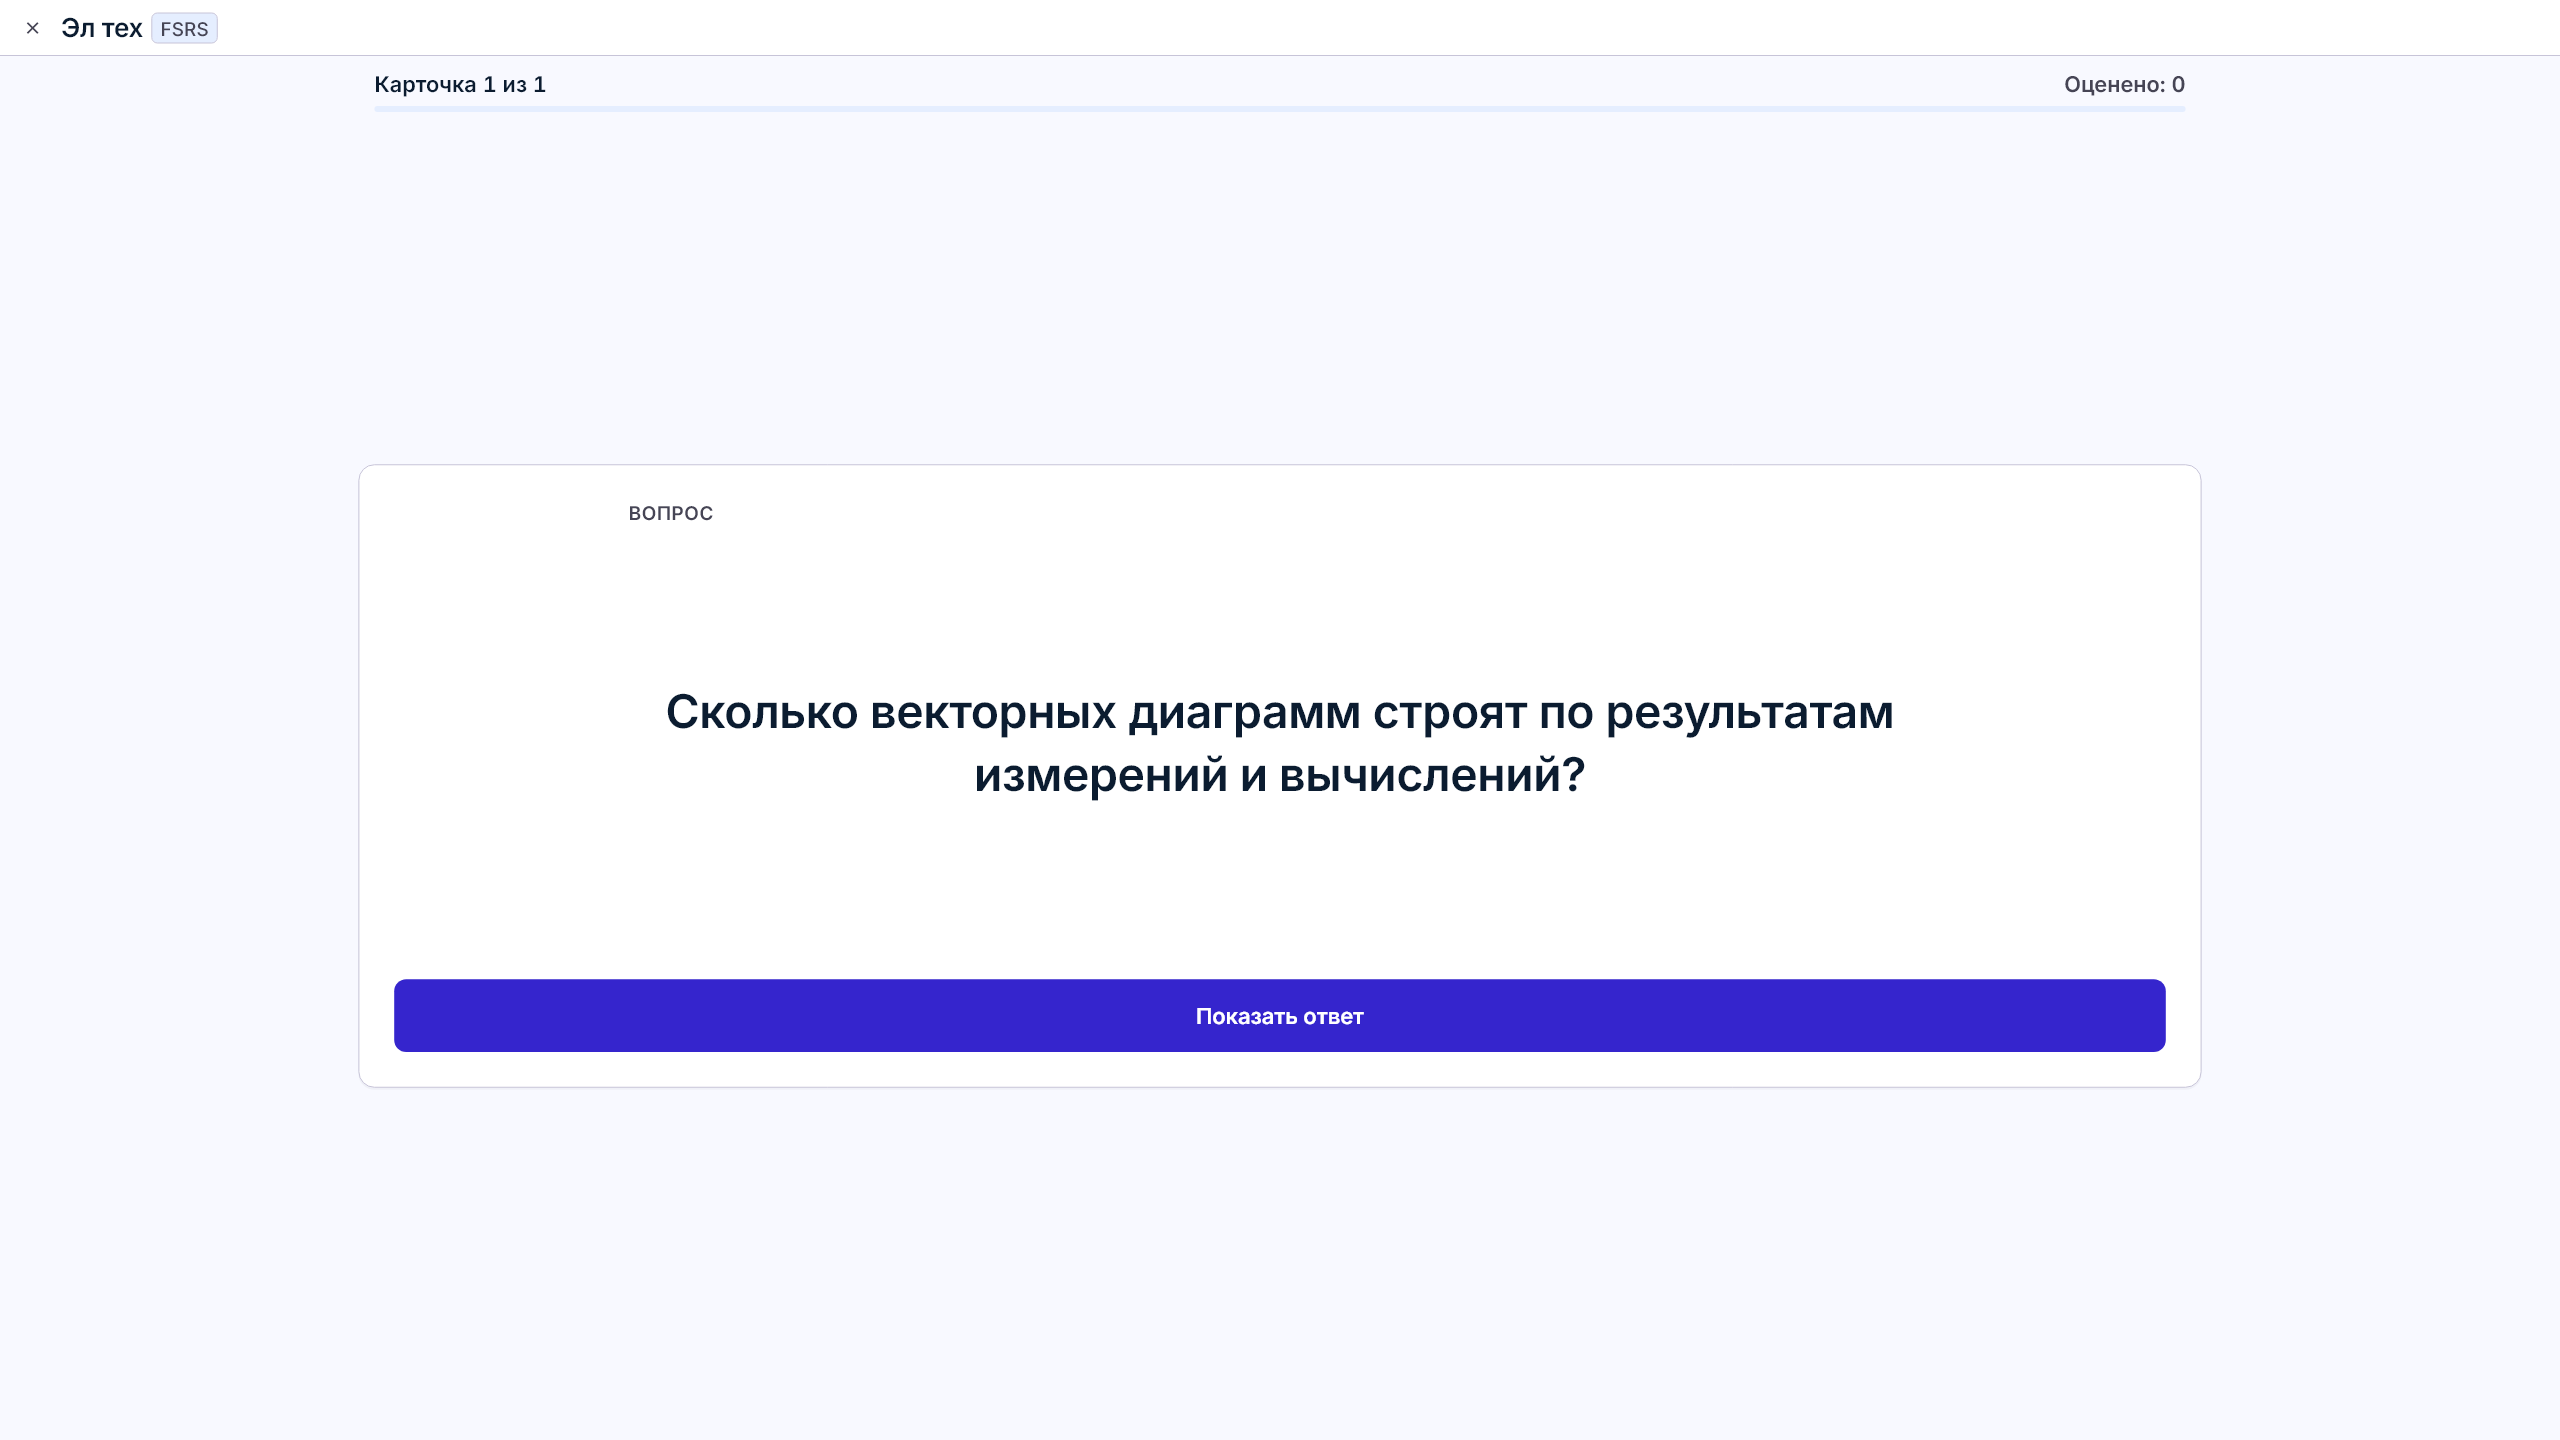 Эл тех FSRS
Карточка 1 из 1
Оценено: 0
ВОПРОС
Сколько векторных диаграмм строят по результатам
измерений и вычислений?
Показать ответ